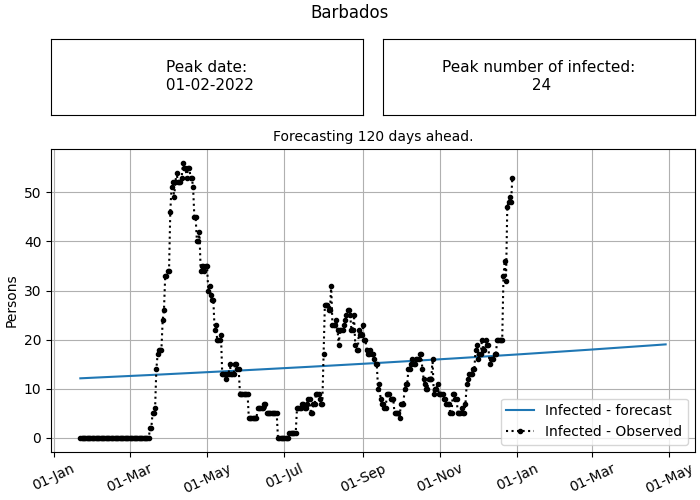 Barbados
Peak date:
01-02-2022
Peak number of infected:
24
Forecasting 120 days ahead.
Persons
50
40
30
20
10
0
Infected - forecast
Infected - Observed
01-Jan
01-Mar
01-May
01-Jul
01-Sep
01-Nov
01-Jan
01-Mar
01-May